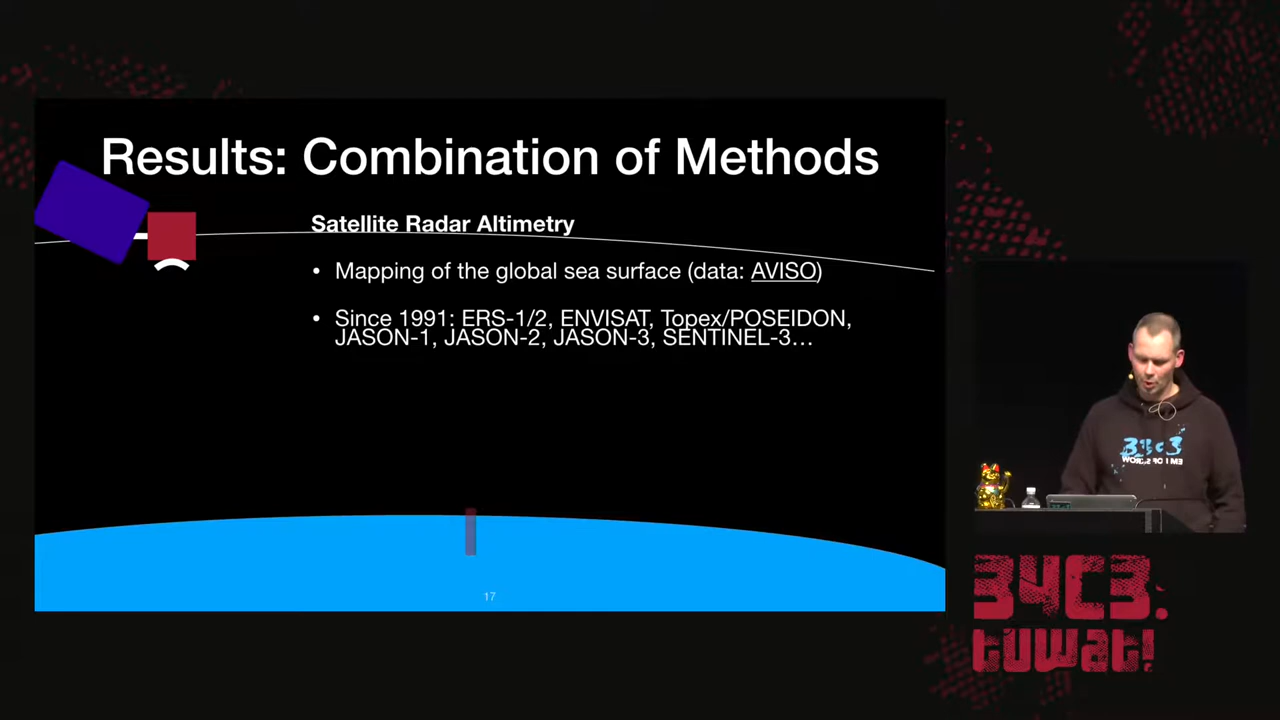 Results: Combination of Methods
Satellite Radar Altimetry
• Mapping of the global sea surface (data: AVISO)
• Since 1991: ERS-1/2, ENVISAT, Topex/POSEIDON,
JASON-1, JASON-2, JASON-3, SENTINEL-3…
17
34C3.
tuwat!